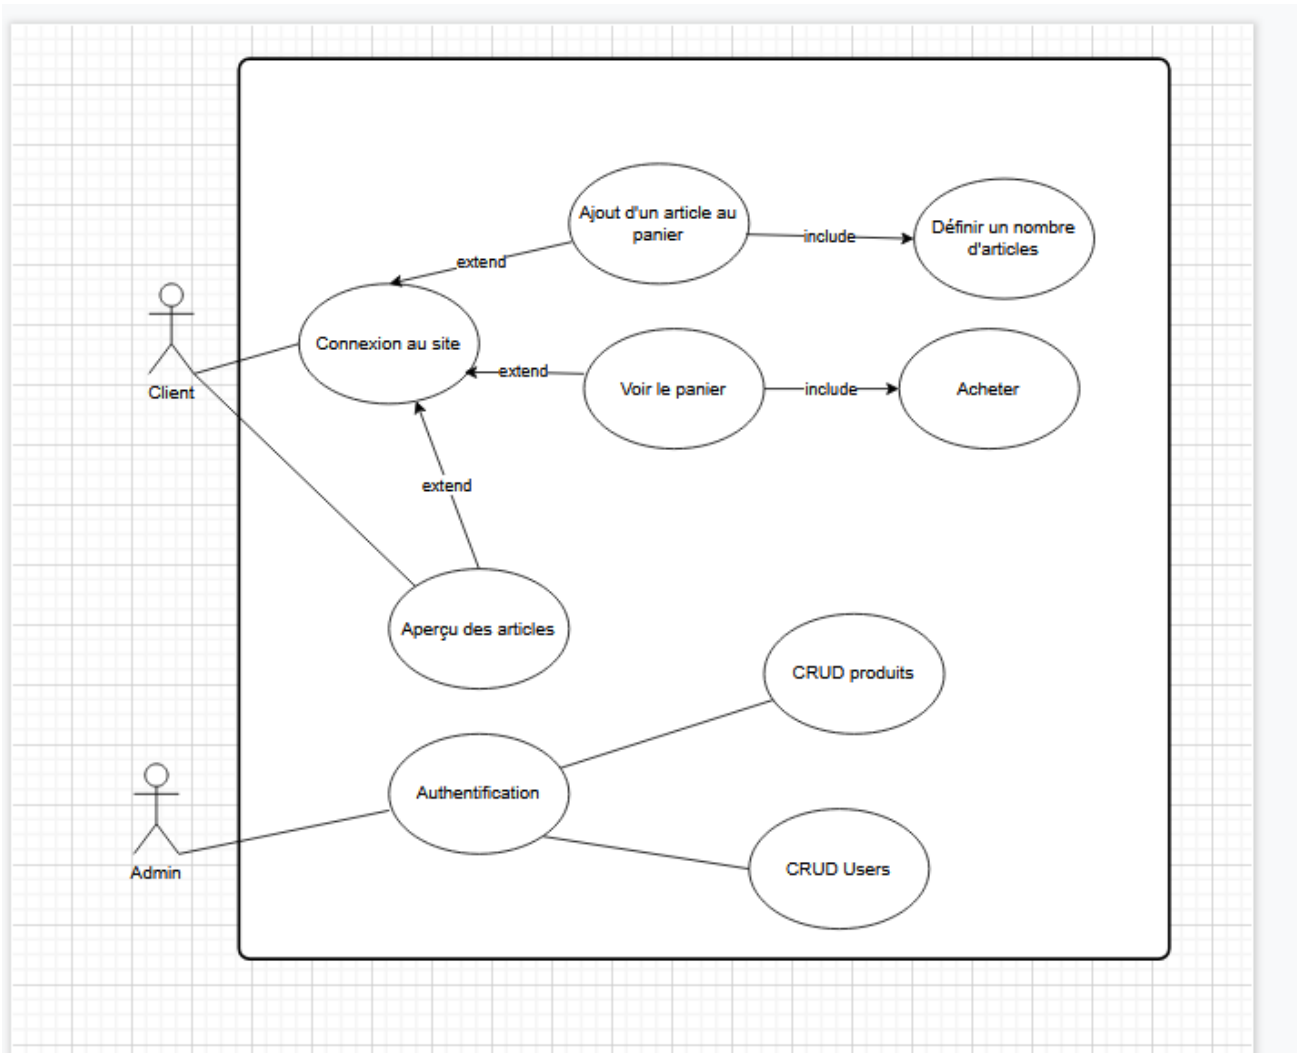 Ajout d'un article au
panier
include
Définir un nombre
d'articles
extend
Connexion au site
Client
extend
Voir le panier
include
Acheter
extend
Aperçu des articles
CRUD produits
Authentification
Admin
CRUD Users